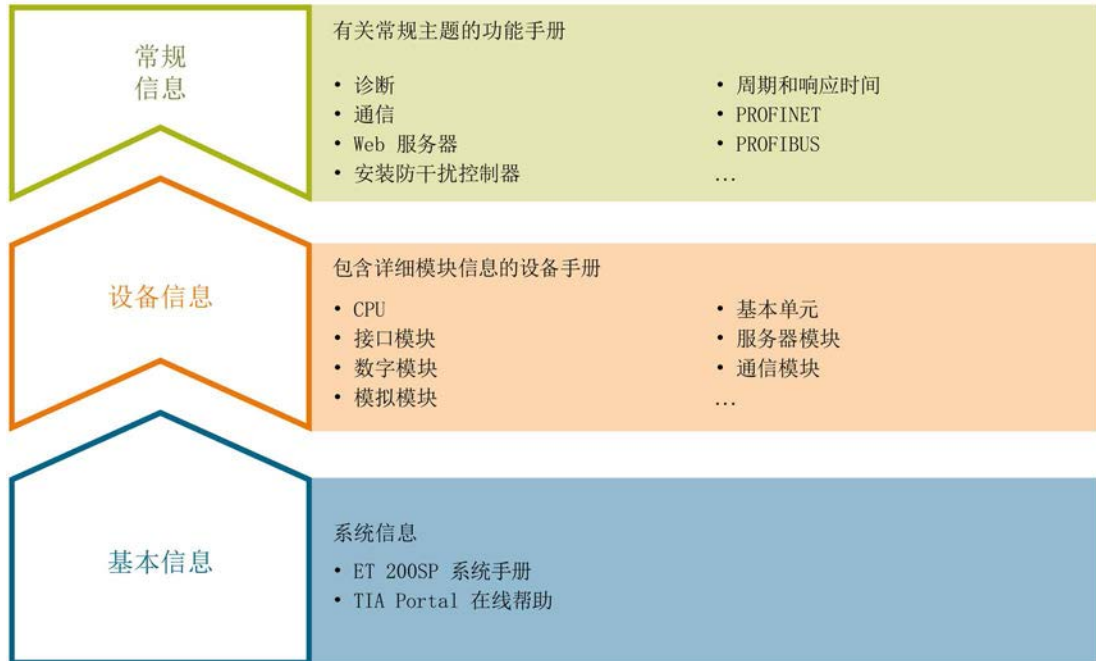 常规
信息
有关常规主题的功能手册
• 诊断
• 通信
• Web 服务器
• 安装防干扰控制器
• 周期和响应时间
• PROFINET
• PROFIBUS
...
设备信息
包含详细模块信息的设备手册
• CPU
• 接口模块
• 数字模块
• 模拟模块
• 基本单元
• 服务器模块
• 通信模块
...
基本信息
系统信息
• ET 200SP 系统手册
• TIA Portal 在线帮助